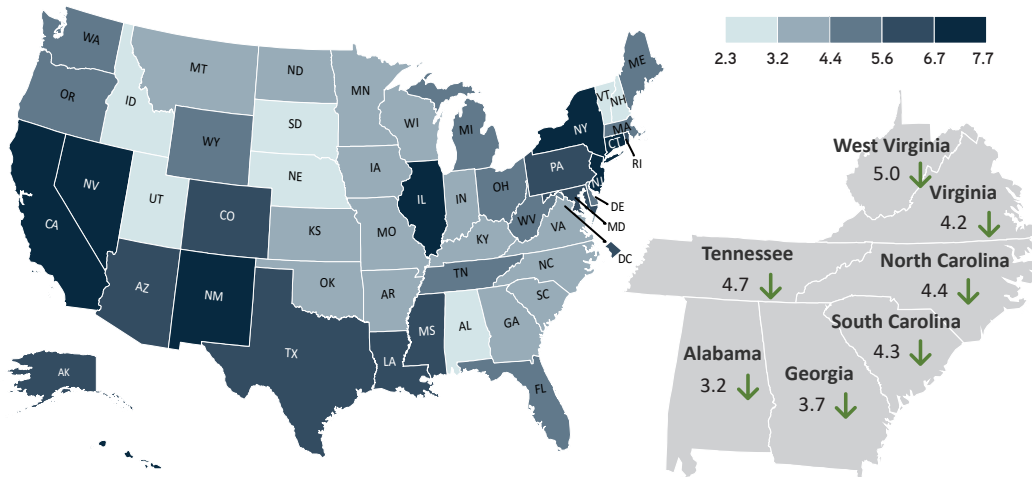 2.3 3.2 4.4 5.6 6.7 7.7
WA
MT
ND
MN
ME
OR
ID
SD
WI
MI
VT
NH
NY
MA
CT
RI
WY
IA
PA
NJ
NV
NE
IL
IN
OH
DE
CA
UT
CO
KS
MO
WV
VA
MD
KY
DC
AZ
NM
OK
AR
TN
NC
SC
TX
LA
MS
AL
GA
AK
FL
West Virginia
5.0
Virginia
4.2
Tennessee
4.7
North Carolina
4.4
South Carolina
4.3
Alabama
3.2
Georgia
3.7